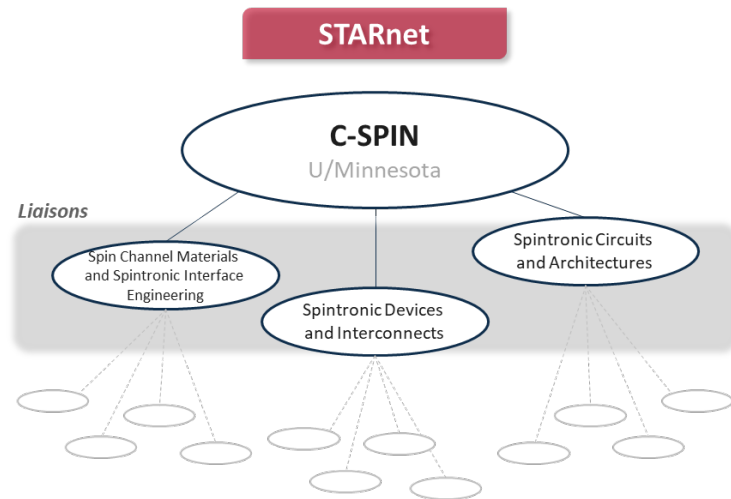 STARnet
C-SPIN
U/Minnesota
Liaisons
Spin Channel Materials
and Spintronic Interface
Engineering
Spintronic Devices
and Interconnects
Spintronic Circuits
and Architectures